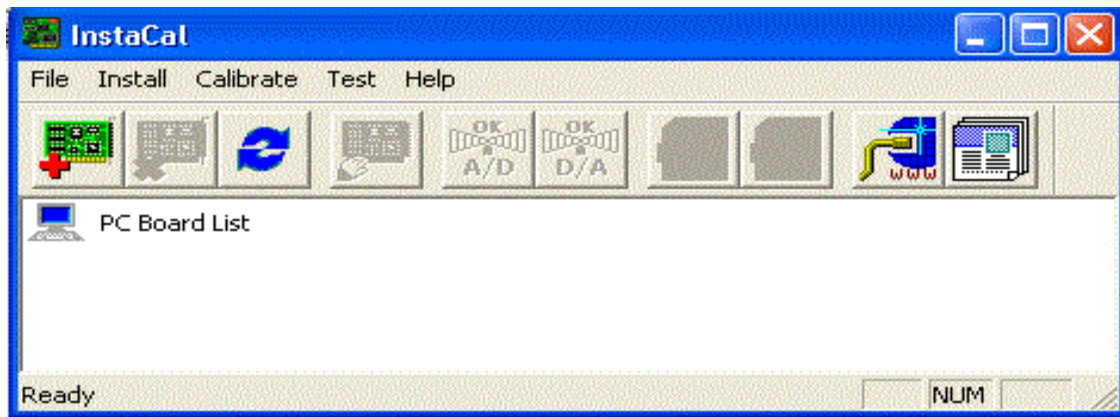 InstaCal
File Install Calibrate Test Help
OK OK
A/D D/A
www
PC Board List
Ready NUM